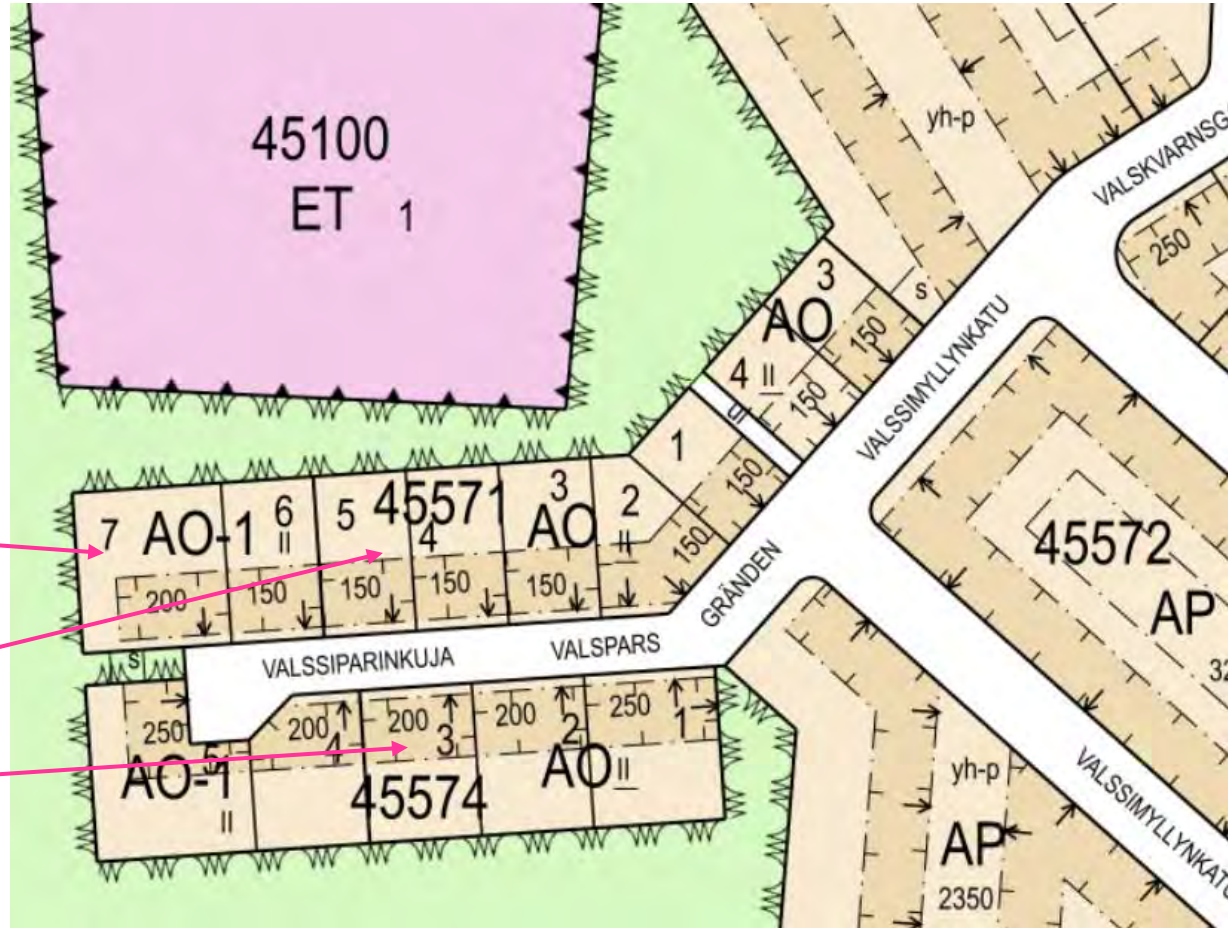 45100
ET 1
yh-p
VALSKVARNSG
250
s
3
AO
150
4 II
150
ur
VALSSIMYLLYNKATU
1
150
2
II
150
7 AO-1 6
II
5 45571
4
3
AO
200
150
150
150
150
GRÄNDEN
45572
AP
32
s
VALSSIPARINKUJA
VALSPARS
250
5
AO-1
II
200
4
200
3
45574
200
2
AO II
250
1
yh-p
AP
2350
VALSSIMYLLYNKATU